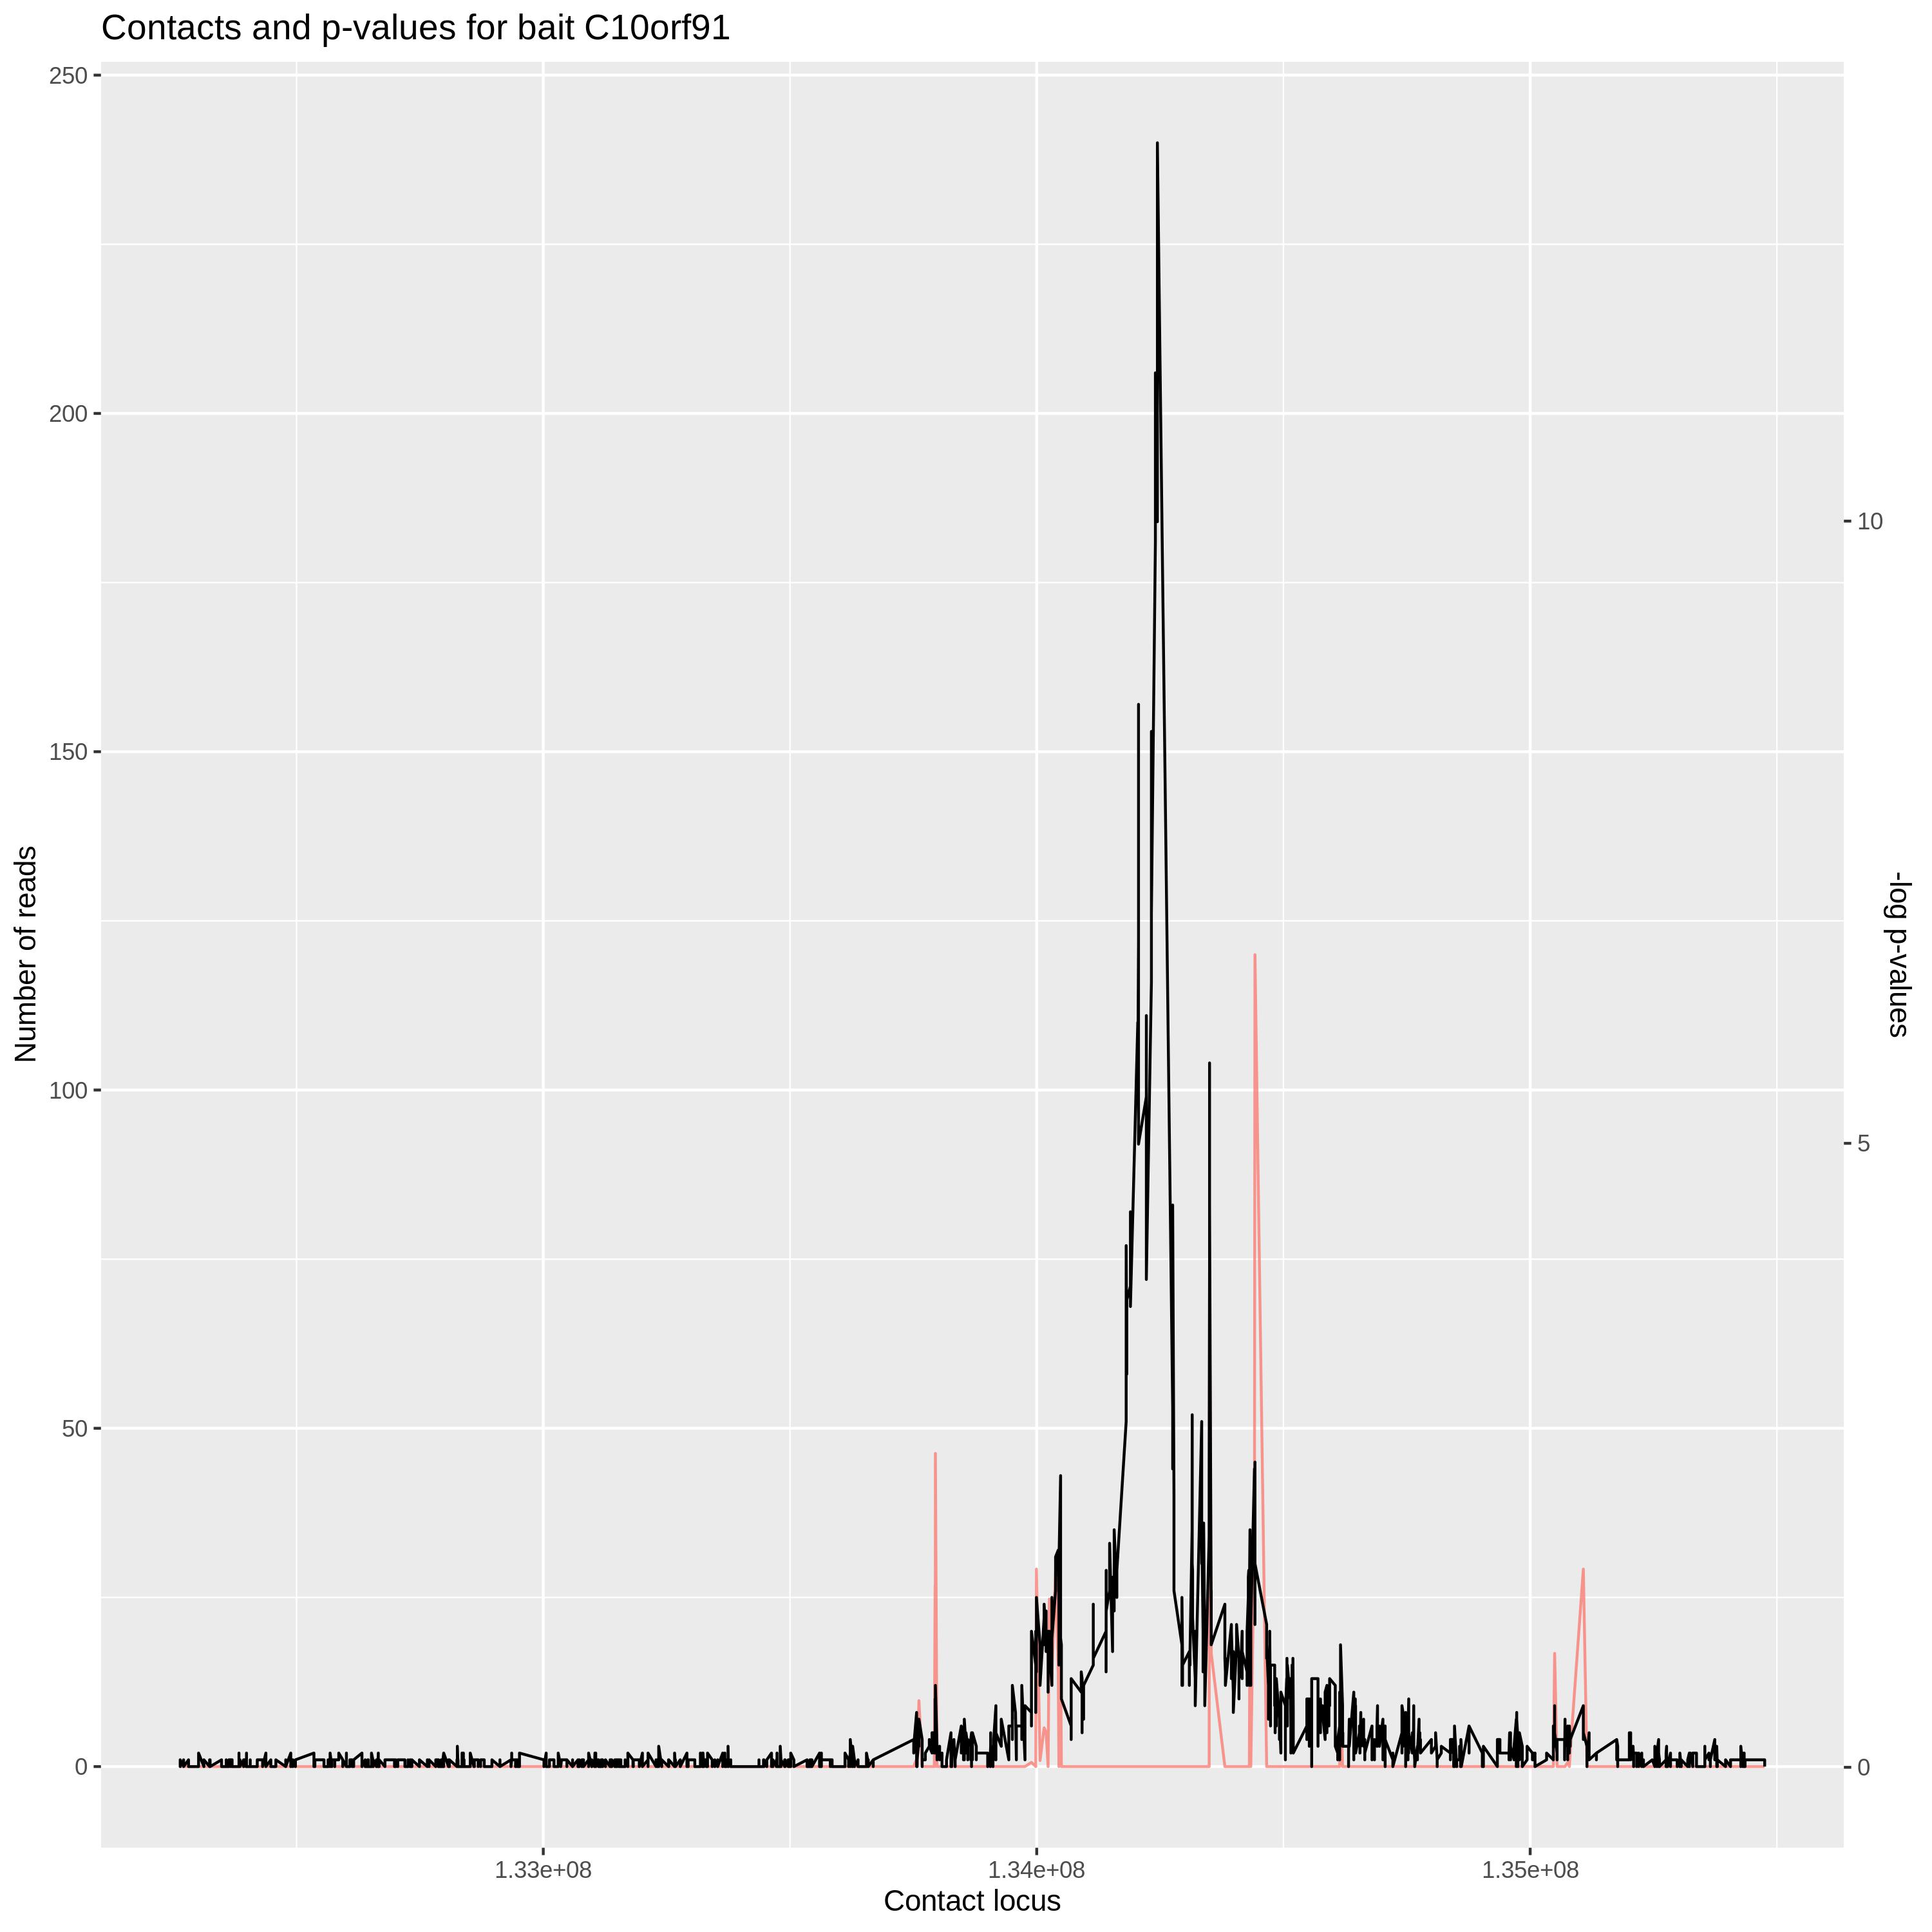 Contacts and p-values for bait C10orf91
250
200
150
100
50
0
Number of reads
10
5
0
-log p-values
1.33e+08
1.34e+08
1.35e+08
Contact locus